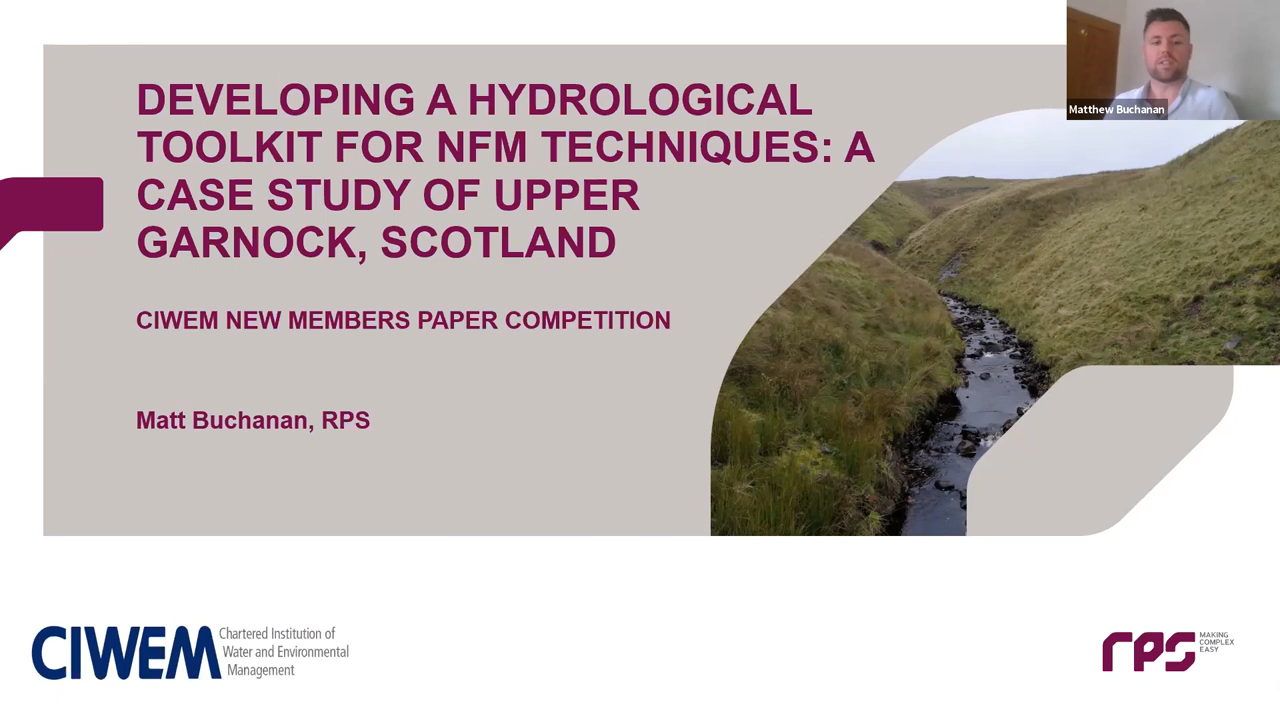 DEVELOPING A HYDROLOGICAL
TOOLKIT FOR NFM TECHNIQUES: A
CASE STUDY OF UPPER
GARNOCK, SCOTLAND
CIWEM NEW MEMBERS PAPER COMPETITION
Matt Buchanan, RPS
Matthew Buchanan
CIWEM
Chartered Institution of
Water and Environmental
Management
rps
MAKING
COMPLEX
EASY